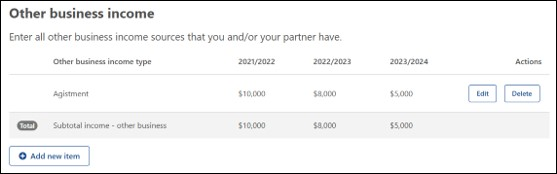 Other business income
Enter all other business income sources that you and/or your partner have.
Other business income type 2021/2022 2022/2023 2023/2024 Actions
Agistment $10,000 $8,000 $5,000 Edit Delete
Total Subtotal income - other business $10,000 $8,000 $5,000
Add new item